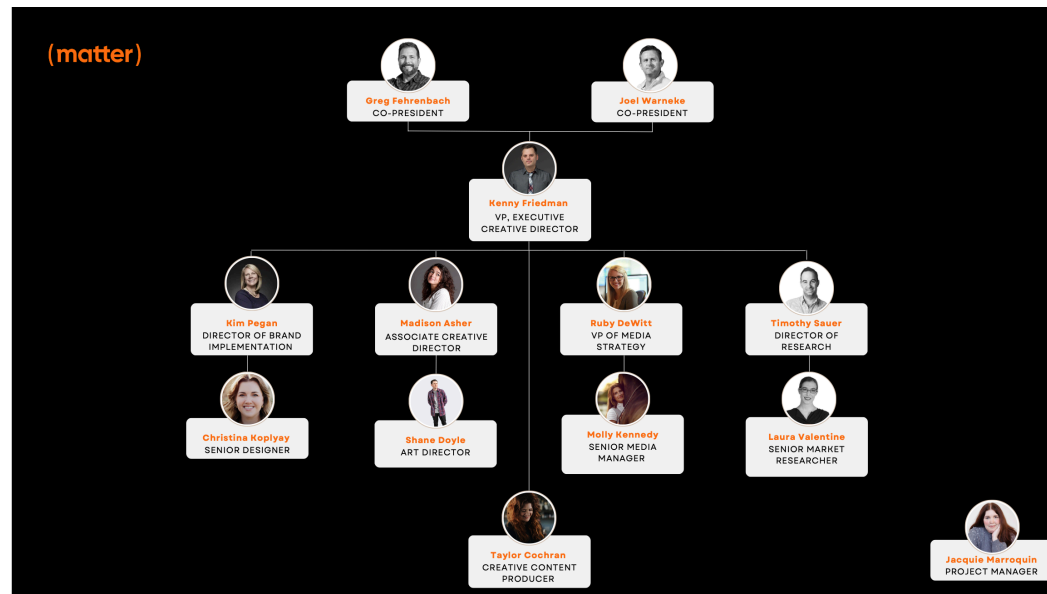 (matter)
Greg Fehrenbach
CO-PRESIDENT
Joel Warneke
CO-PRESIDENT
Kenny Friedman
VP, EXECUTIVE
CREATIVE DIRECTOR
Kim Pegan
DIRECTOR OF BRAND
IMPLEMENTATION
Madison Asher
ASSOCIATE CREATIVE
DIRECTOR
Ruby DeWitt
VP OF MEDIA
STRATEGY
Timothy Sauer
DIRECTOR OF
RESEARCH
Christina Koplyay
SENIOR DESIGNER
Shane Doyle
ART DIRECTOR
Molly Kennedy
SENIOR MEDIA
MANAGER
Laura Valentine
SENIOR MARKET
RESEARCHER
Taylor Cochran
CREATIVE CONTENT
PRODUCER
Jacquie Marroquin
PROJECT MANAGER